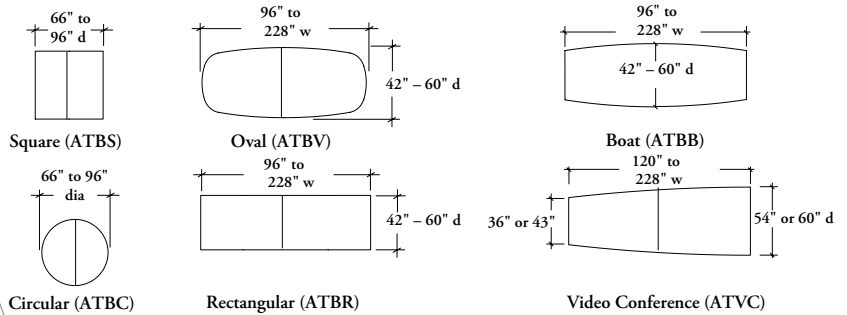 66" to
96" d
Square (ATBS)
96" to
228" w
42" – 60" d
Oval (ATBV)
96" to
228" w
42" – 60" d
Boat (ATBB)
66" to 96"
dia
Circular (ATBC)
96" to
228" w
42" – 60" d
Rectangular (ATBR)
120" to
228" w
36" or 43"
54" or 60" d
Video Conference (ATVC)